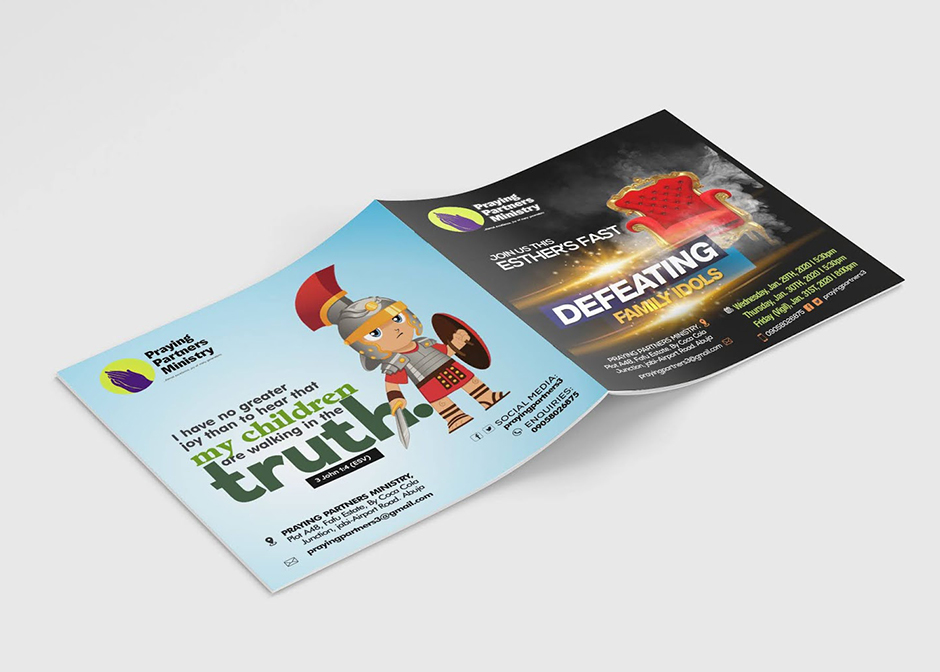 Praying
Partners
Ministry
I have no greater
joy than to hear that
my children
are walking in the
truth.
3 John 1:4 (ESV)
PRAYING PARTNERS MINISTRY,
Plot A48, Fafu Estate, By Coca Cola
Junction, jabi-Airport Road. Abuja
prayingpartners3@gmail.com
SOCIAL MEDIA:
prayingpartners3
ENQUIRIES:
09058026875
Praying
Partners
Ministry
JOIN US THIS
ESTHER'S FAST
DEFEATING
FAMILY IDOLS
Wednesday, Jan. 29TH, 2020 | 5:30pm
Thursday, Jan. 30TH, 2020 | 5:30pm
Friday (Vigil), Jan. 31ST, 2020 | 8:00pm
09058026875 prayingpartners3
PRAYING PARTNERS MINISTRY,
Plot A48, Fafu Estate, By Coca Cola
Junction, jabi-Airport Road. Abuja
prayingpartners3@gmail.com